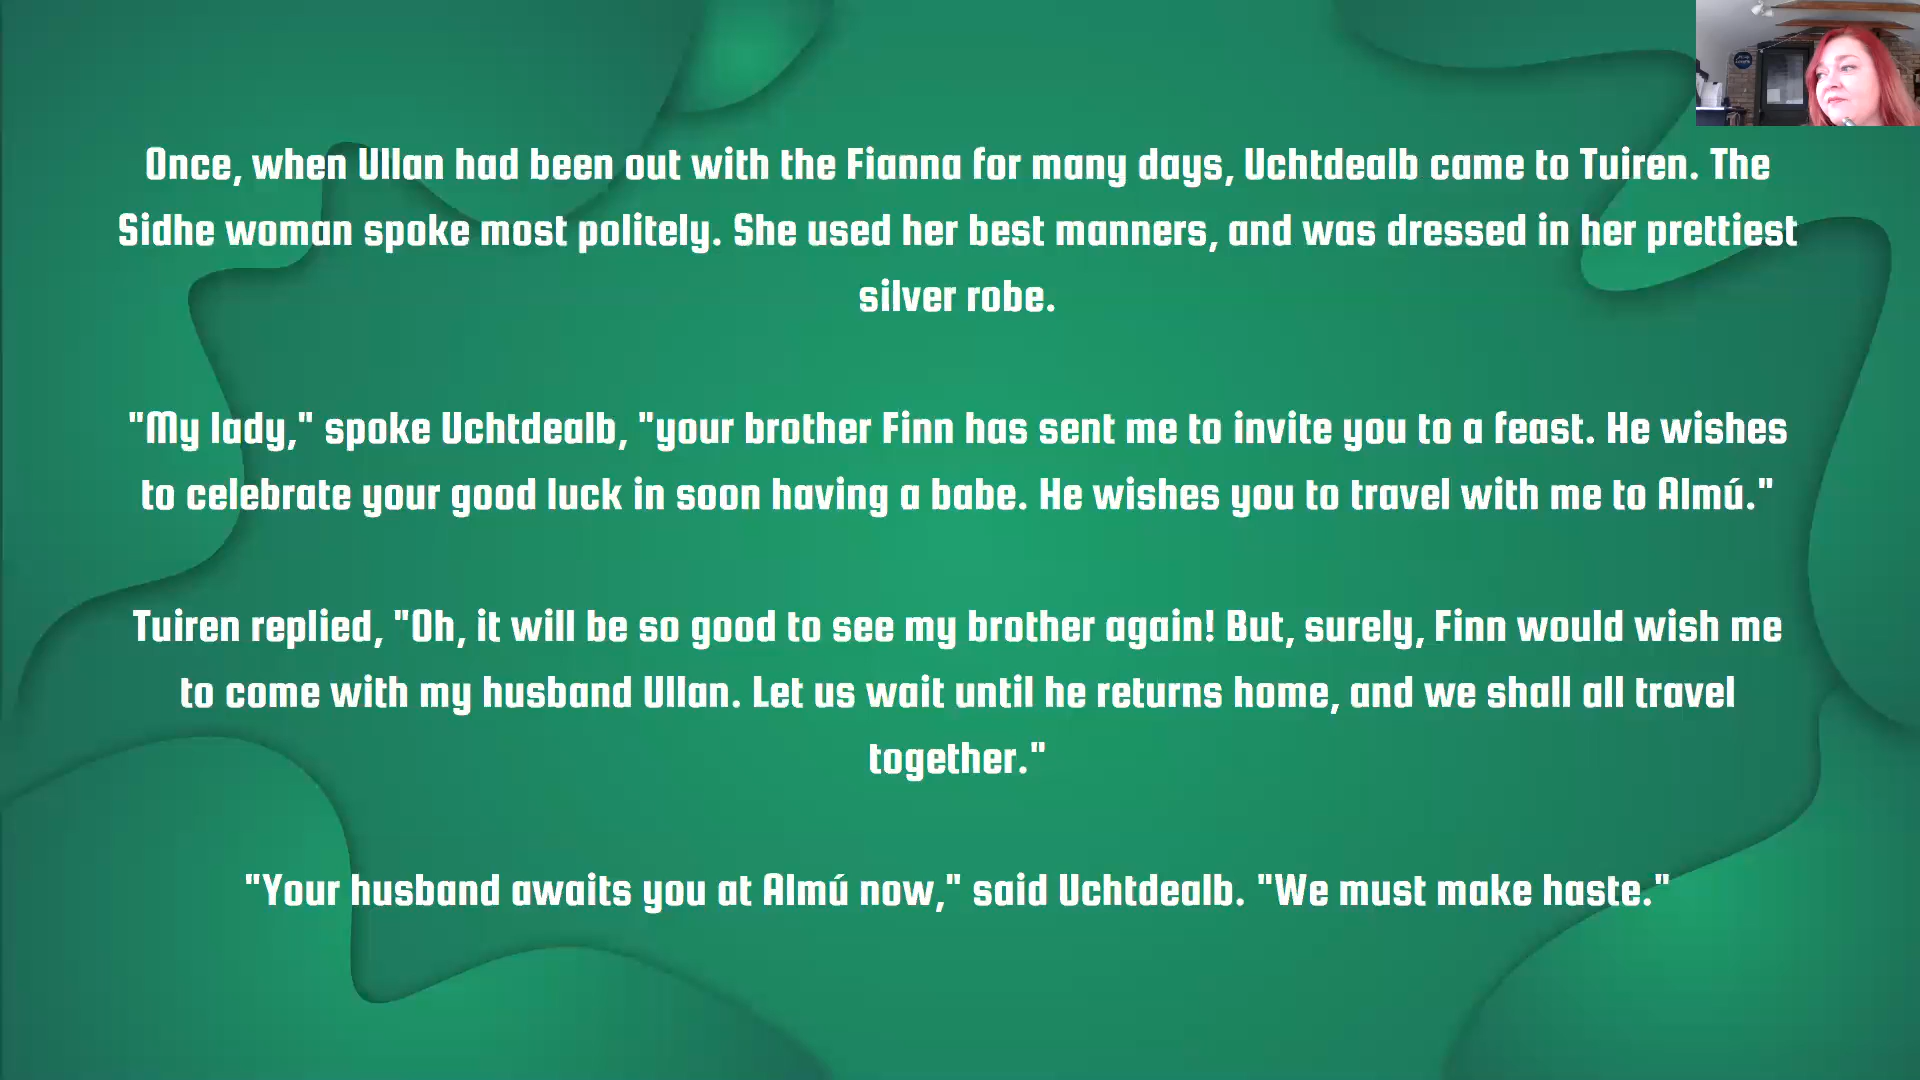 Once, when Ullan had been out with the Fianna for many days, Uchtdealb came to Tuiren. The
Sidhe woman spoke most politely. She used her best manners, and was dressed in her prettiest
silver robe.
"My lady," spoke Uchtdealb, "your brother Finn has sent me to invite you to a feast. He wishes
to celebrate your good luck in soon having a babe. He wishes you to travel with me to Almú."
Tuiren replied, "Oh, it will be so good to see my brother again! But, surely, Finn would wish me
to come with my husband Ullan. Let us wait until he returns home, and we shall all travel
together."
"Your husband awaits you at Almú now," said Uchtdealb. "We must make haste."